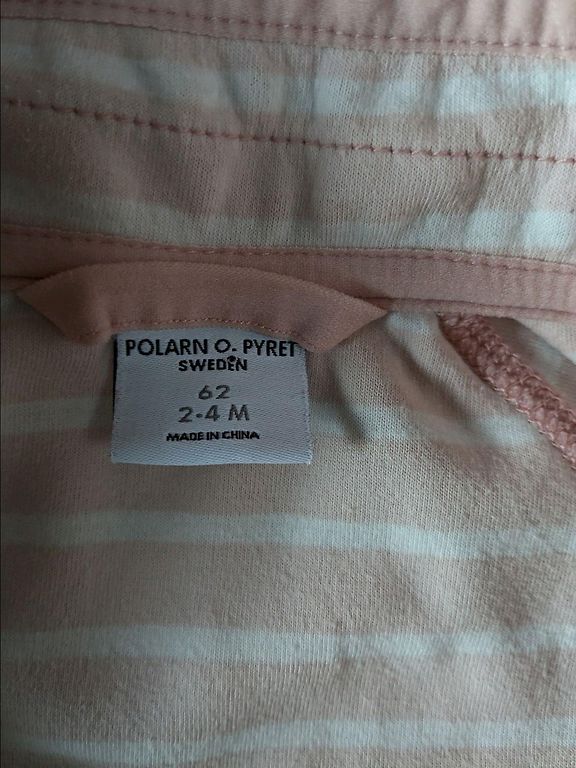 POLARN O. PYRET
SWEDEN
62
2-4 M
MADE IN CHINA